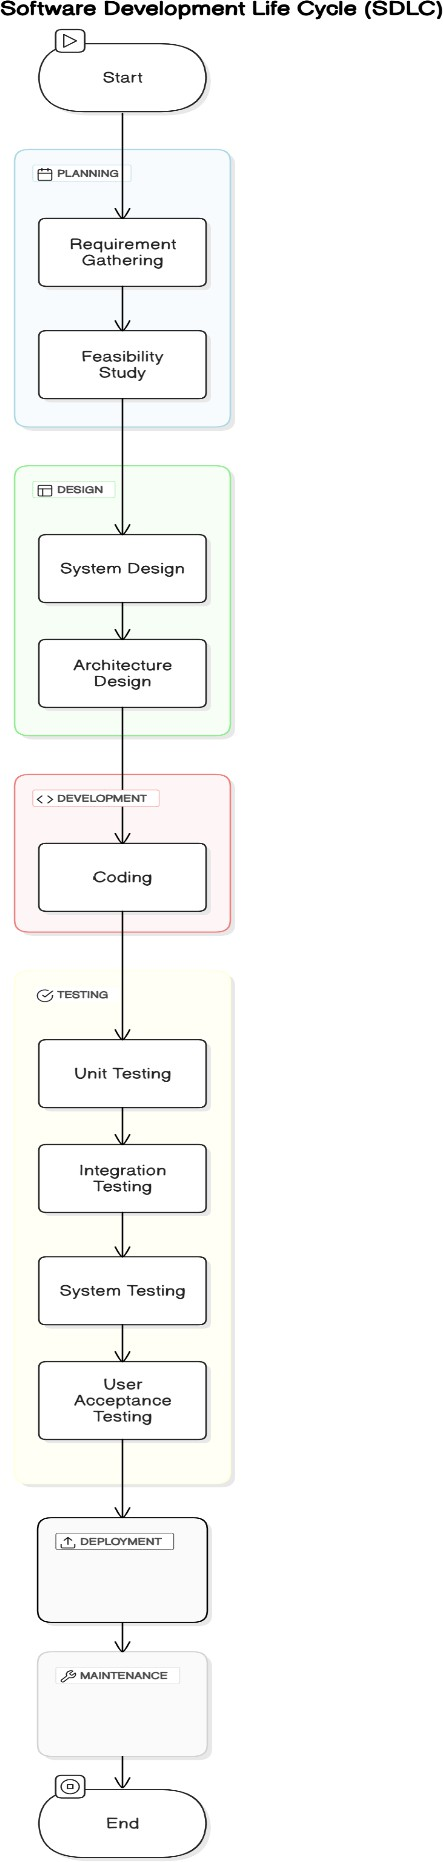 Software Development Life Cycle (SDLC)
Start
PLANNING
Requirement
Gathering
Feasibility
Study
DESIGN
System Design
Architecture
Design
DEVELOPMENT
Coding
TESTING
Unit Testing
Integration
Testing
System Testing
User
Acceptance
Testing
DEPLOYMENT
MAINTENANCE
End